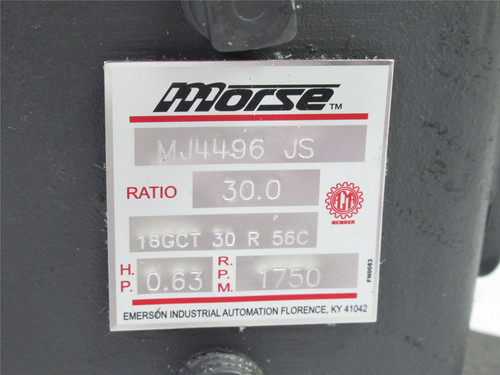 morse™
MJ4496 JS
RATIO 30.0
MEMBER
18GCT 30 R 56C
H.P. 0.63 R.P.M. 1750
FN0063
EMERSON INDUSTRIAL AUTOMATION FLORENCE, KY 41042